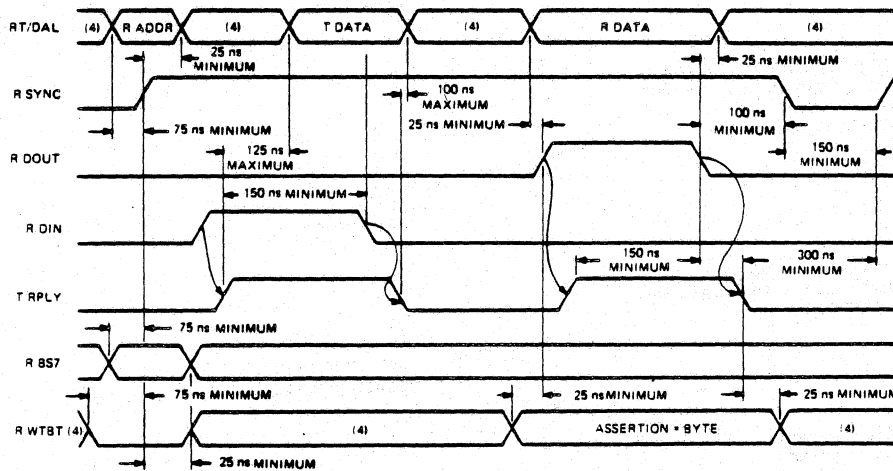 RT/DAL (4) R ADDR (4) T DATA (4) R DATA (4)
25 ns MINIMUM
25 ns MINIMUM
R SYNC
100 ns MAXIMUM
75 ns MINIMUM
25 ns MINIMUM
100 ns MINIMUM
125 ns MAXIMUM
150 ns MINIMUM
R DOUT
150 ns MINIMUM
R DIN
150 ns MINIMUM
300 ns MINIMUM
T RPLY
75 ns MINIMUM
R BS7
75 ns MINIMUM
25 ns MINIMUM
25 ns MINIMUM
R WTBT (4) (4) ASSERTION = BYTE (4)
25 ns MINIMUM